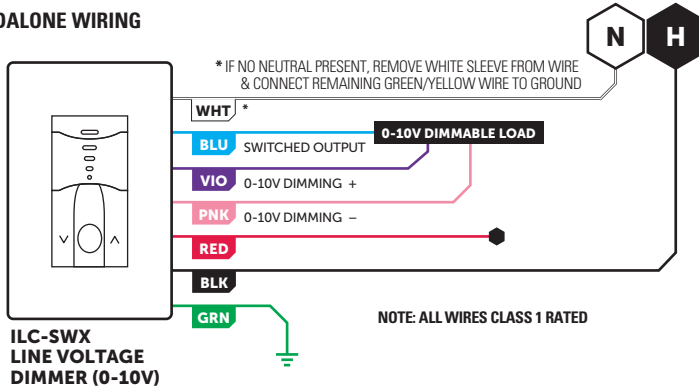 DALONE WIRING
N H
* IF NO NEUTRAL PRESENT, REMOVE WHITE SLEEVE FROM WIRE
& CONNECT REMAINING GREEN/YELLOW WIRE TO GROUND
WHT *
BLU SWITCHED OUTPUT 0-10V DIMMABLE LOAD
VIO 0-10V DIMMING +
PNK 0-10V DIMMING –
RED
BLK
GRN NOTE: ALL WIRES CLASS 1 RATED
ILC-SWX
LINE VOLTAGE
DIMMER (0-10V)